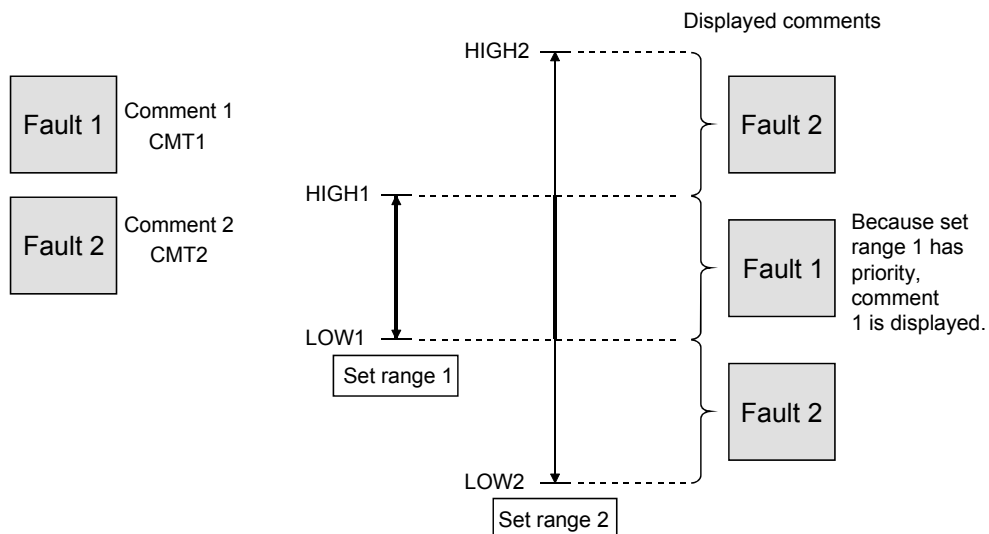 Displayed comments
HIGH2
Fault 1
Comment 1
CMT1
Fault 2
HIGH1
Fault 2
Comment 2
CMT2
Fault 1
Because set
range 1 has
priority,
comment
1 is displayed.
LOW1
Set range 1
Fault 2
LOW2
Set range 2